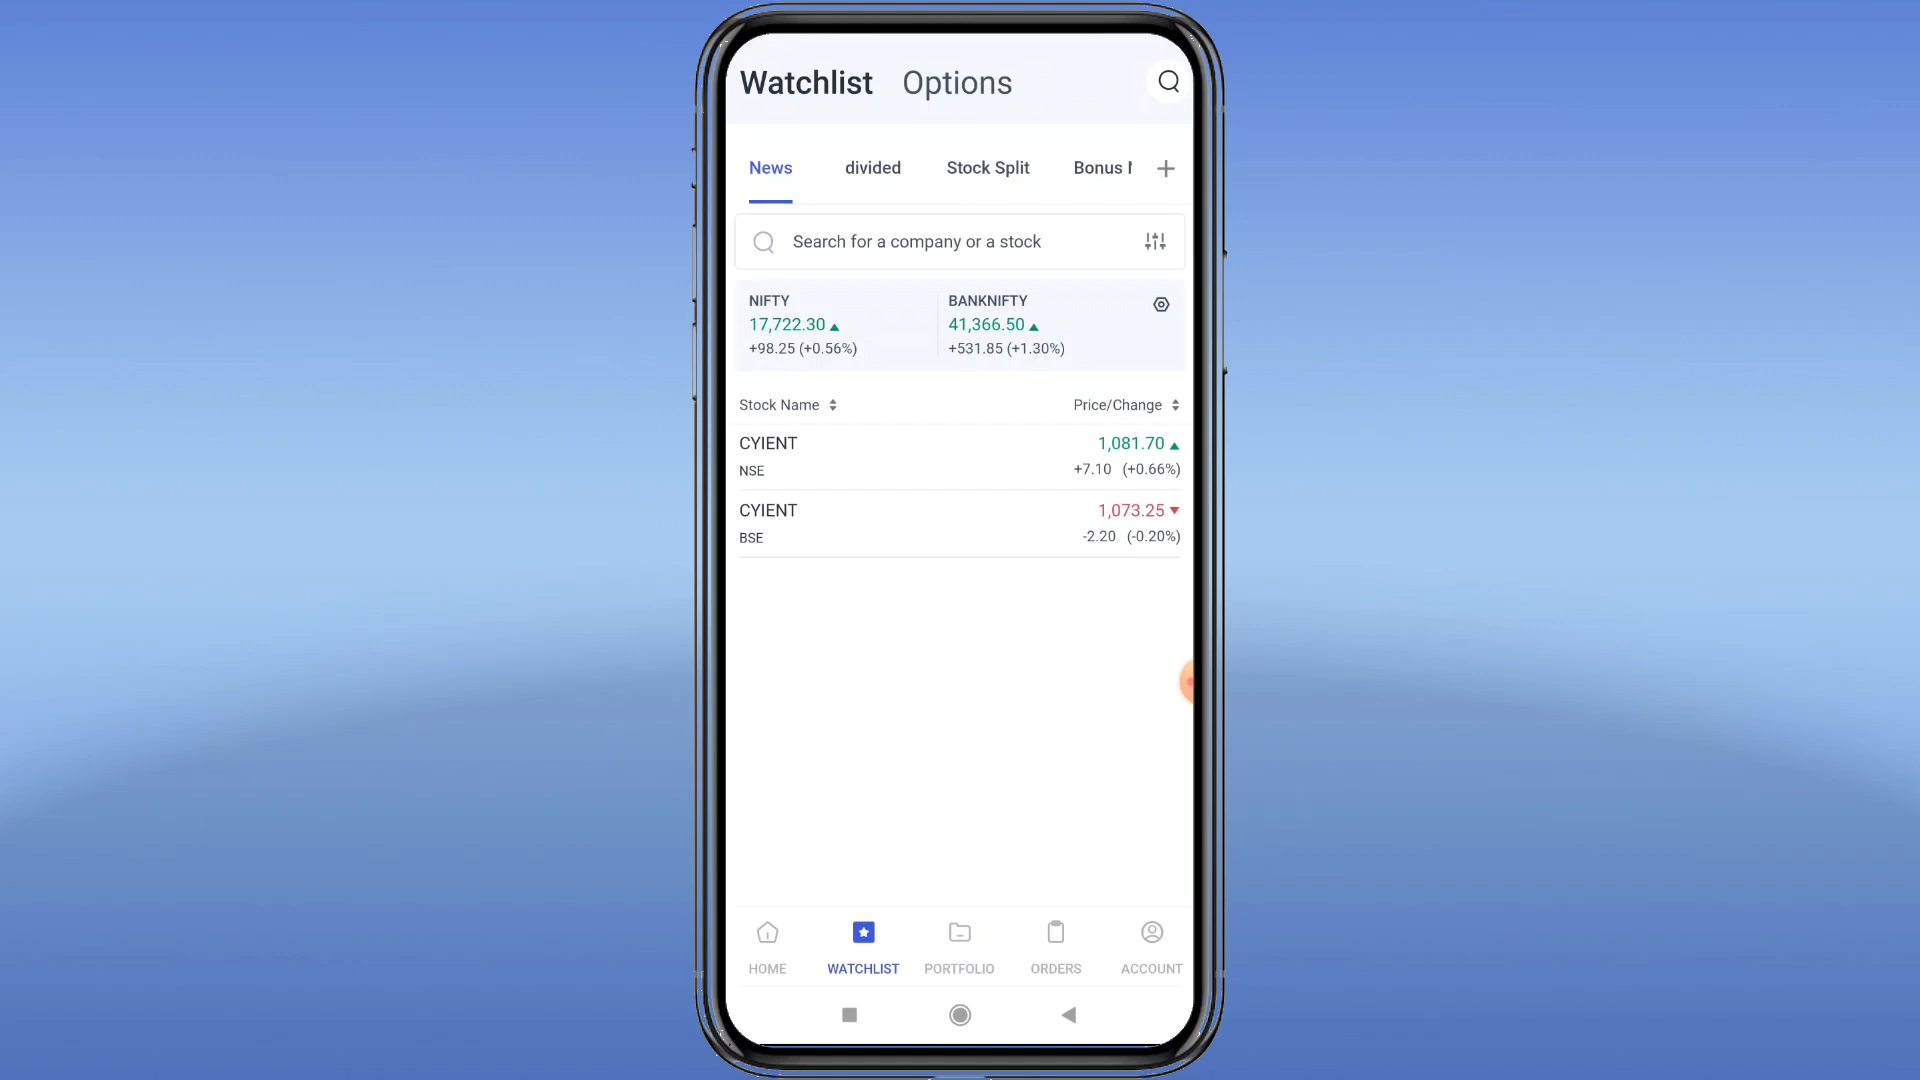 Watchlist Options
News divided Stock Split Bonus
Search for a company or a stock
NIFTY BANKNIFTY
17,722.30 41,366.50
+98.25 (+0.56%) +531.85 (+1.30%)
Stock Name Price/Change
CYIENT 1,081.70
NSE +7.10 (+0.66%)
CYIENT 1,073.25
BSE -2.20 (-0.20%)
HOME WATCHLIST PORTFOLIO ORDERS ACCOUNT